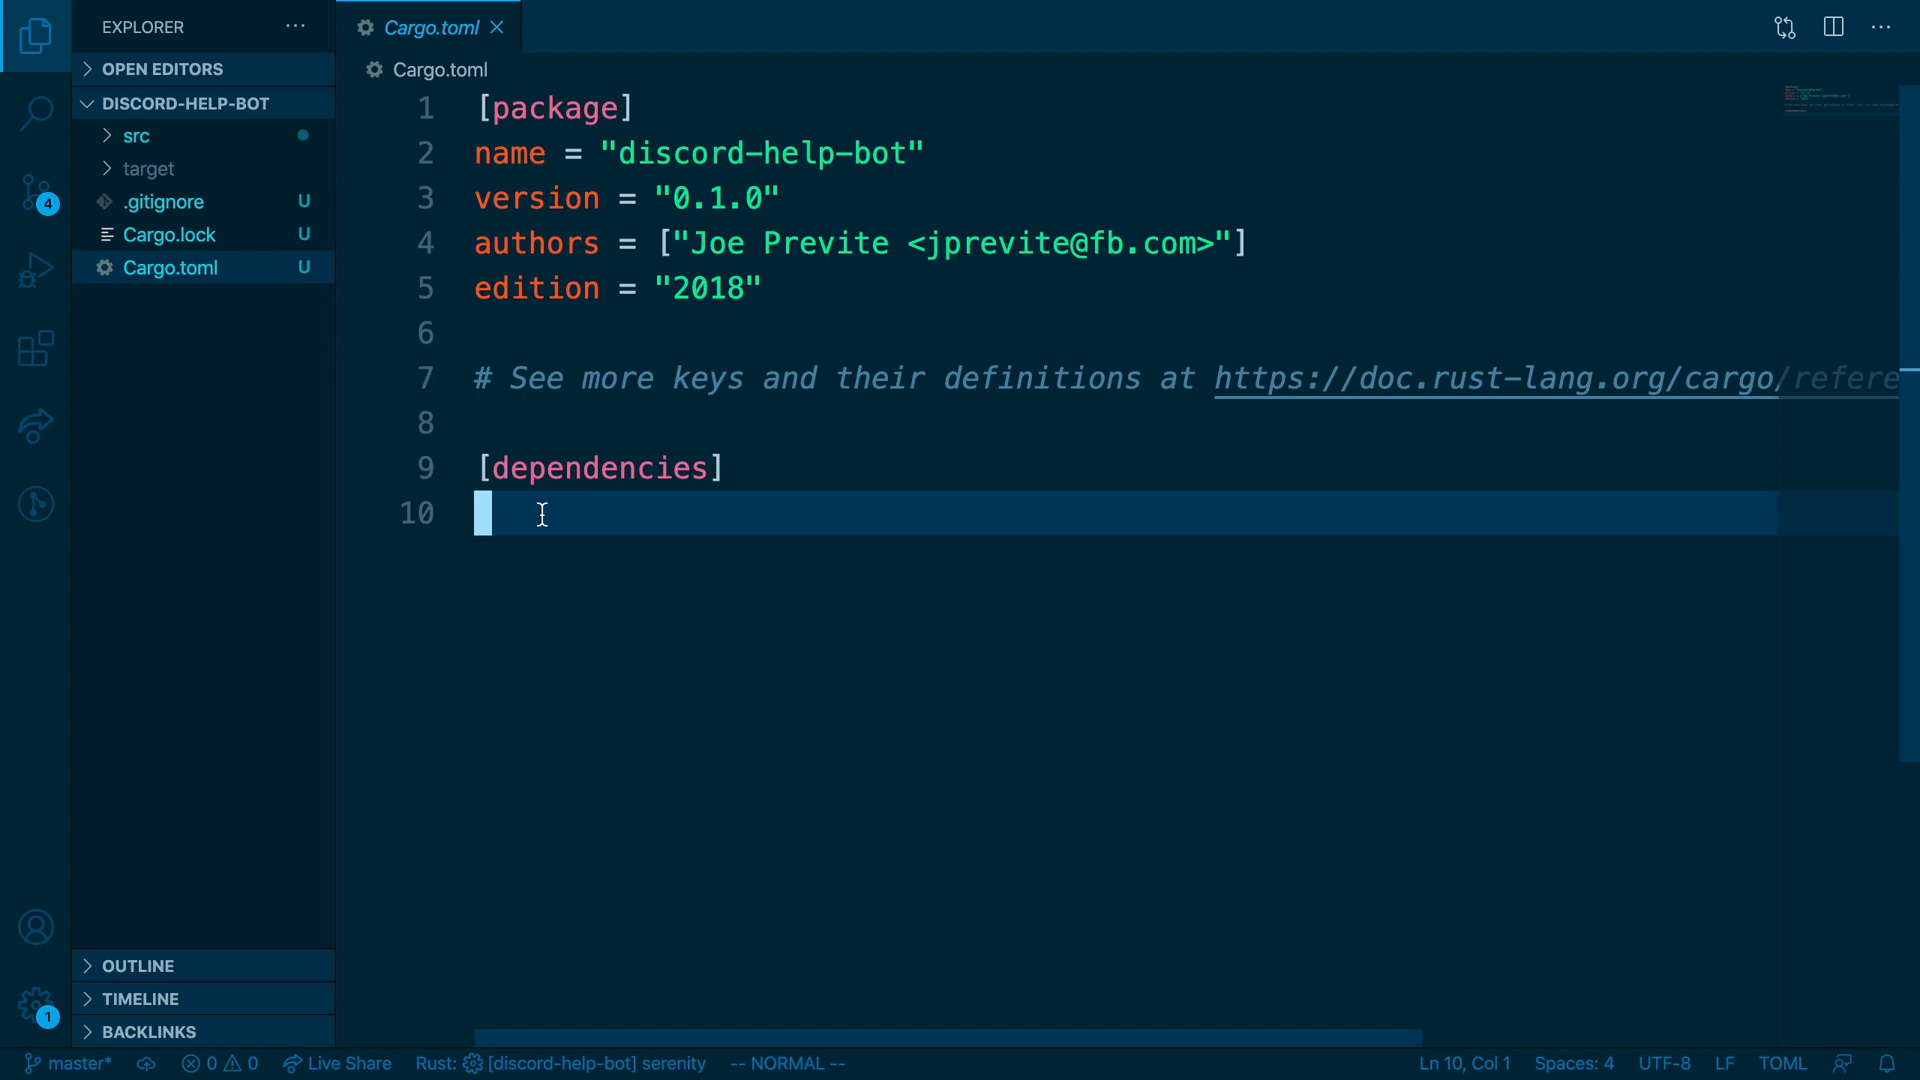 EXPLORER
OPEN EDITORS
DISCORD-HELP-BOT
src
target
.gitignore U
Cargo.lock U
Cargo.toml U
OUTLINE
TIMELINE
BACKLINKS
4
1
Cargo.toml
Cargo.toml
1 [package]
2 name = "discord-help-bot"
3 version = "0.1.0"
4 authors = ["Joe Previte <jprevite@fb.com>"]
5 edition = "2018"
6
7 # See more keys and their definitions at https://doc.rust-lang.org/cargo/refere
8
9 [dependencies]
10
master* 0 0 Live Share Rust: [discord-help-bot] serenity -- NORMAL -- Ln 10, Col 1 Spaces: 4 UTF-8 LF TOML